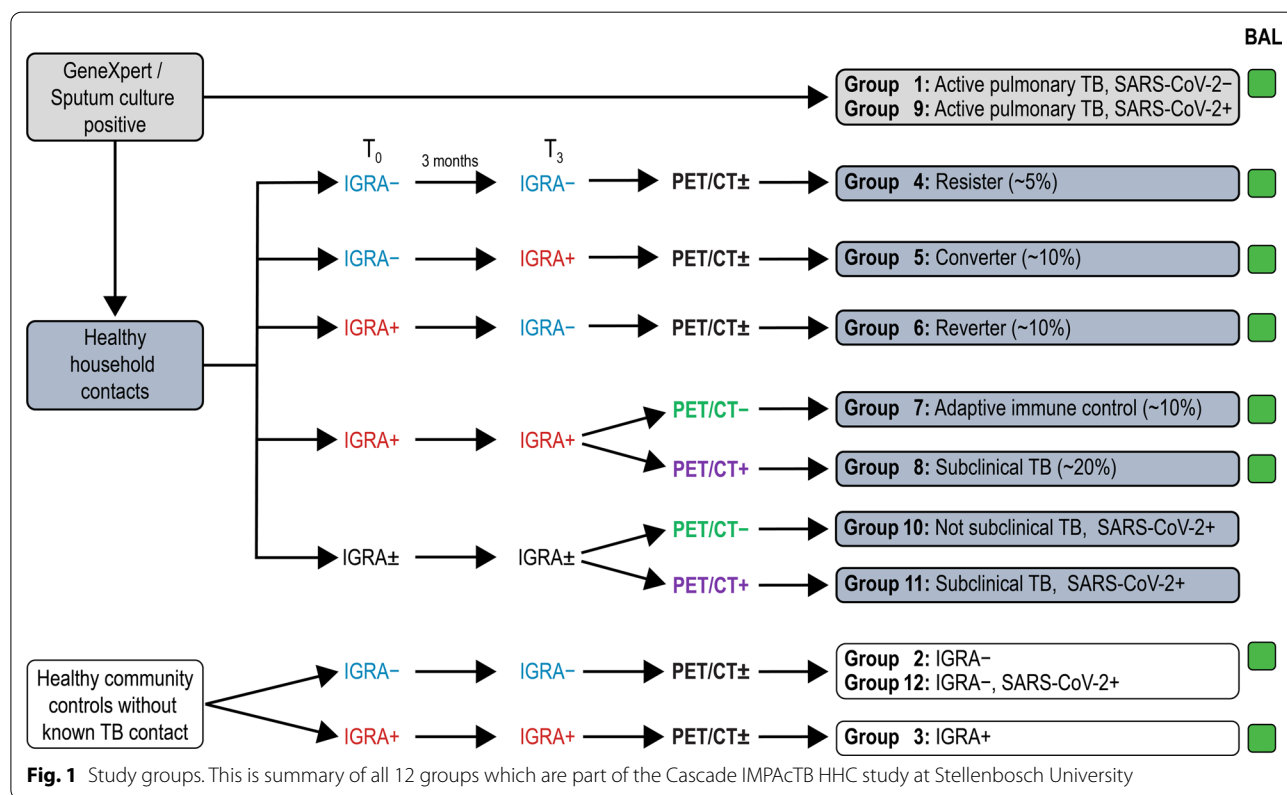 BAL
GeneXpert /
Sputum culture
positive
Group 1: Active pulmonary TB, SARS-CoV-2−
Group 9: Active pulmonary TB, SARS-CoV-2+
T0 3 months T3
IGRA− IGRA− PET/CT± Group 4: Resister (~5%)
IGRA− IGRA+ PET/CT± Group 5: Converter (~10%)
IGRA+ IGRA− PET/CT± Group 6: Reverter (~10%)
Healthy
household
contacts
IGRA+ IGRA+
PET/CT− Group 7: Adaptive immune control (~10%)
PET/CT+ Group 8: Subclinical TB (~20%)
IGRA± IGRA±
PET/CT− Group 10: Not subclinical TB, SARS-CoV-2+
PET/CT+ Group 11: Subclinical TB, SARS-CoV-2+
Healthy community
controls without
known TB contact
IGRA− IGRA− PET/CT±
Group 2: IGRA−
Group 12: IGRA−, SARS-CoV-2+
IGRA+ IGRA+ PET/CT± Group 3: IGRA+
Fig. 1 Study groups. This is summary of all 12 groups which are part of the Cascade IMPAcTB HHC study at Stellenbosch University